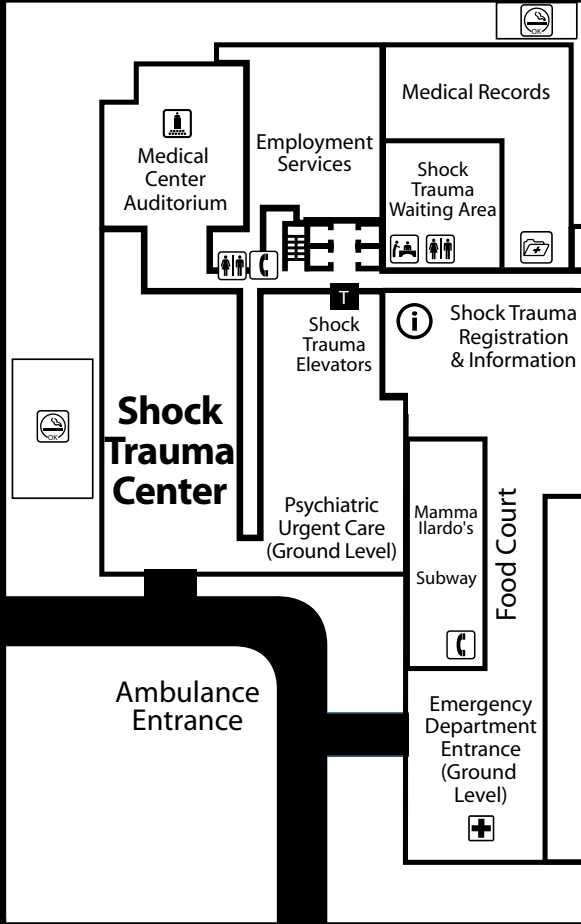 OK
Medical Records
Employment
Services
Medical
Center
Auditorium
Shock
Trauma
Waiting Area
T
Shock
Trauma
Elevators
i
Shock Trauma
Registration
& Information
OK
Shock
Trauma
Center
Psychiatric
Urgent Care
(Ground Level)
Mamma
Ilardo's
Subway
Food Court
Ambulance
Entrance
Emergency
Department
Entrance
(Ground
Level)